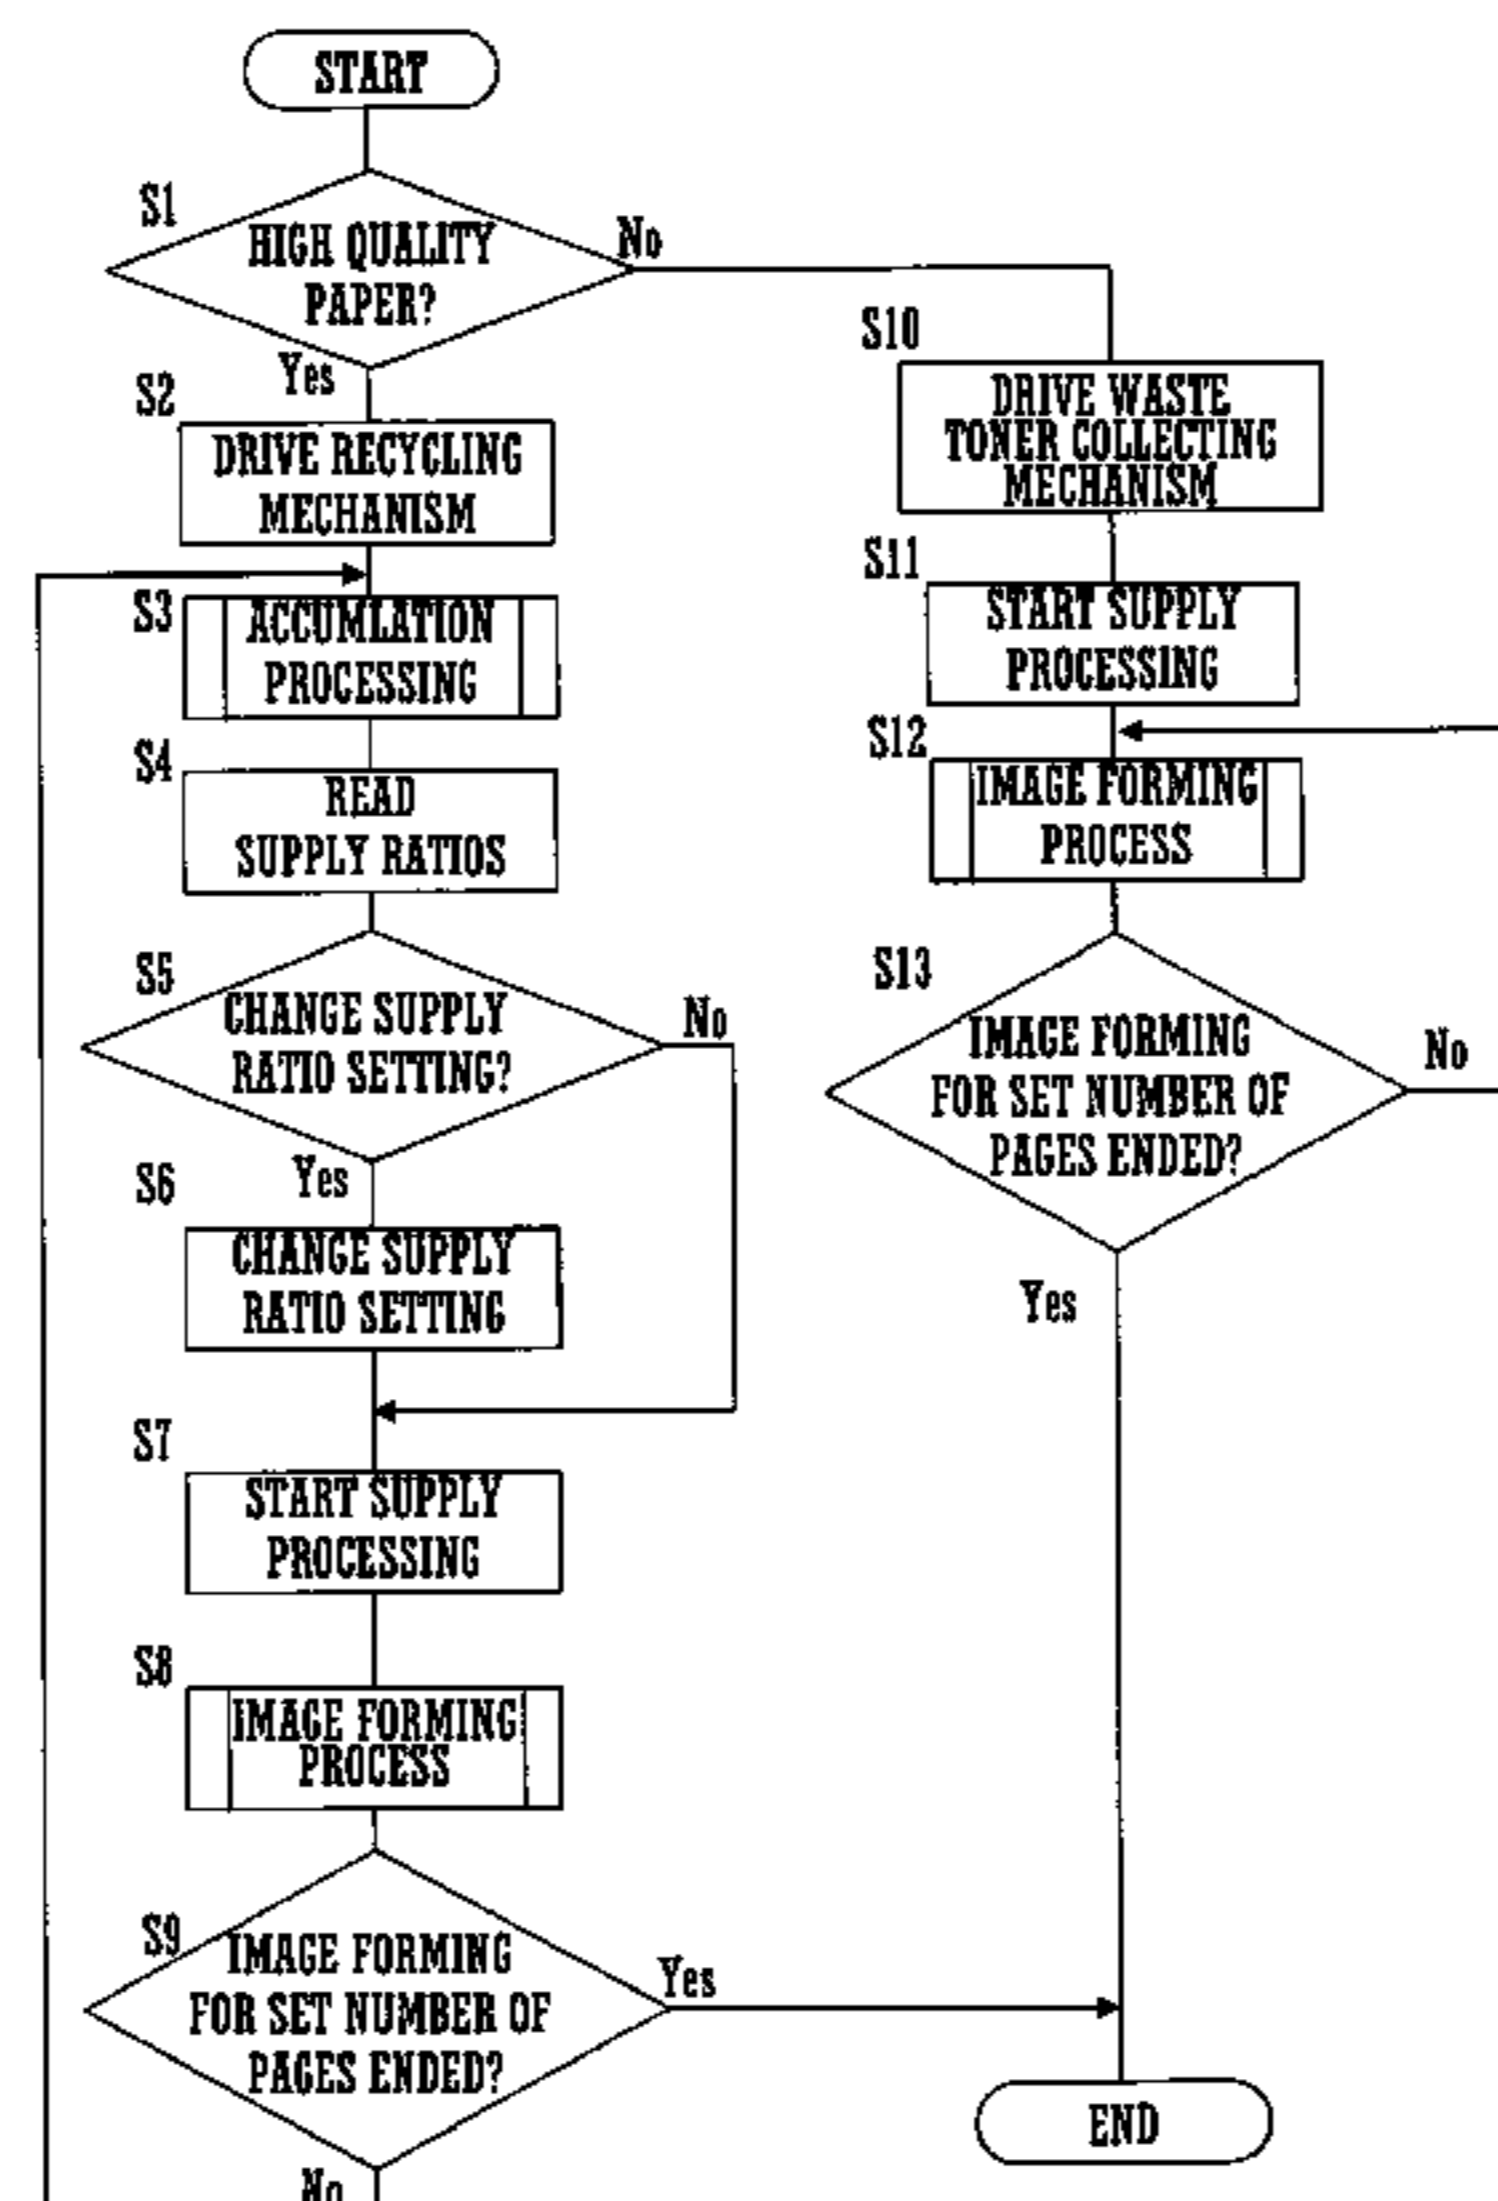 START
S1
HIGH QUALITY
PAPER?
No
Yes
S2
DRIVE RECYCLING
MECHANISM
S3
ACCUMLATION
PROCESSING
S4
READ
SUPPLY RATIOS
S5
CHANGE SUPPLY
RATIO SETTING?
No
Yes
S6
CHANGE SUPPLY
RATIO SETTING
S7
START SUPPLY
PROCESSING
S8
IMAGE FORMING
PROCESS
S9
IMAGE FORMING
FOR SET NUMBER OF
PAGES ENDED?
Yes
No
S10
DRIVE WASTE
TONER COLLECTING
MECHANISM
S11
START SUPPLY
PROCESSING
S12
IMAGE FORMING
PROCESS
S13
IMAGE FORMING
FOR SET NUMBER OF
PAGES ENDED?
No
Yes
END